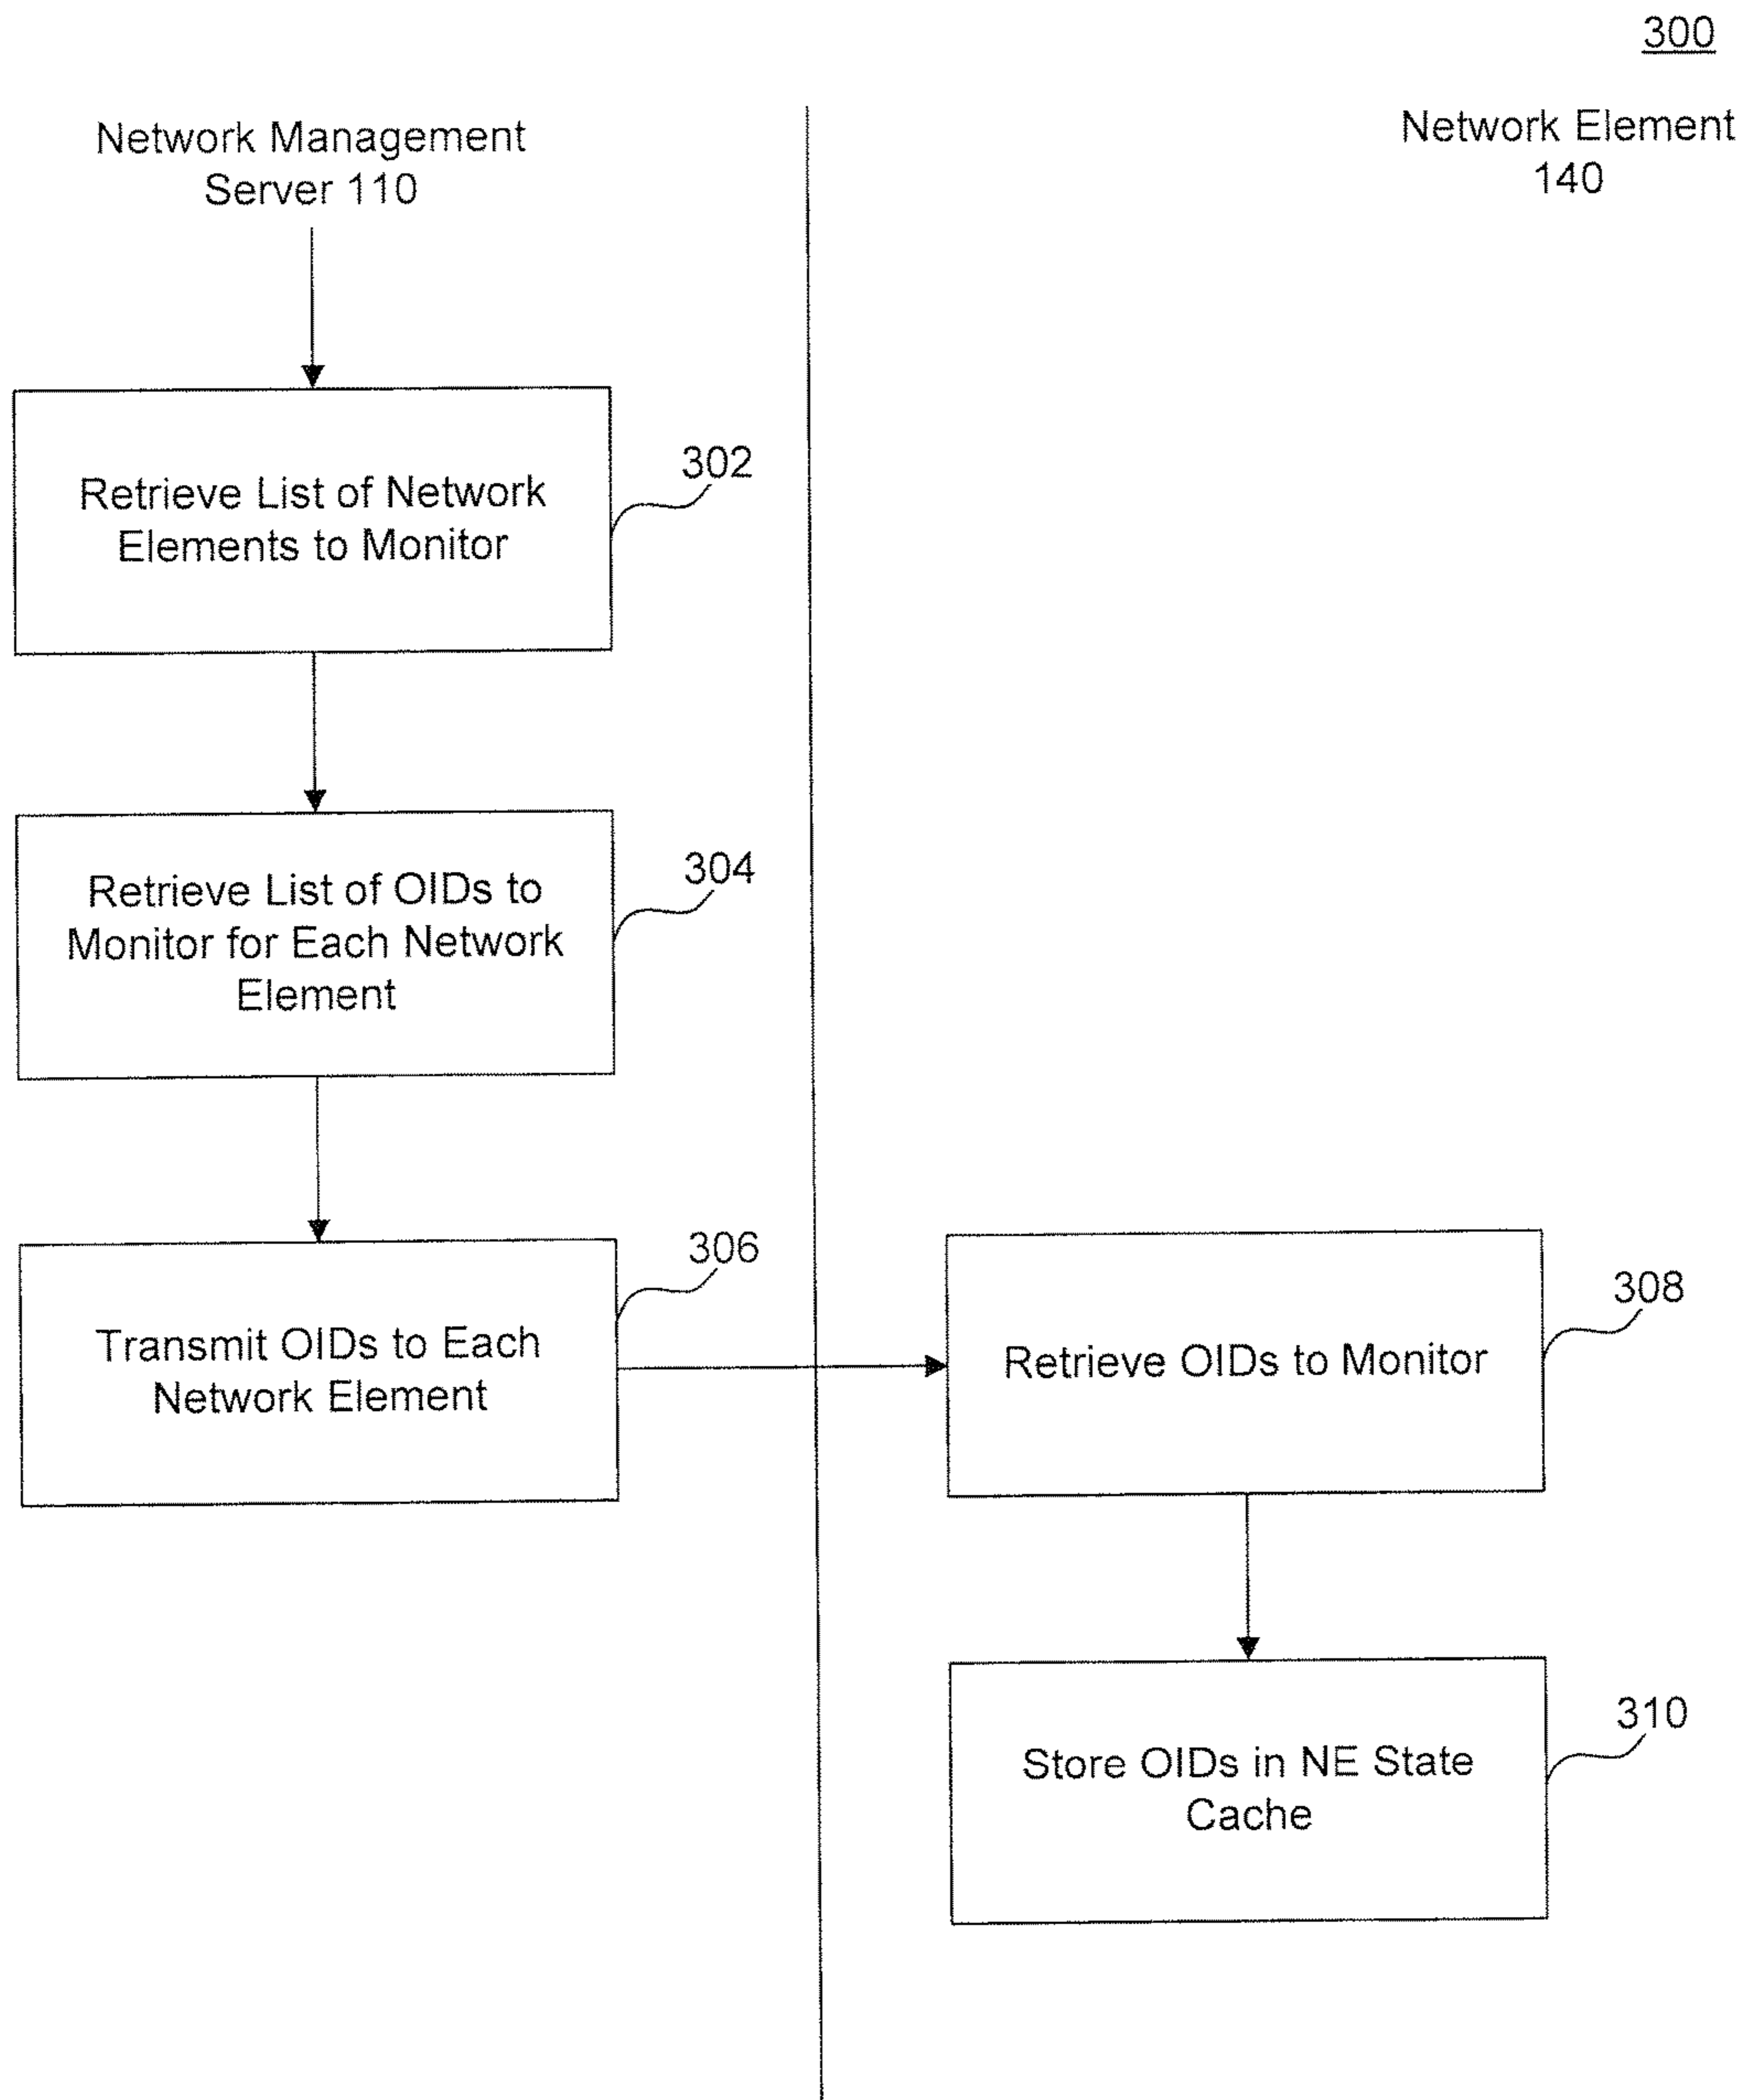 300
Network Management
Server 110
Network Element
140
Retrieve List of Network
Elements to Monitor
302
Retrieve List of OIDs to
Monitor for Each Network
Element
304
Transmit OIDs to Each
Network Element
306
Retrieve OIDs to Monitor
308
Store OIDs in NE State
Cache
310